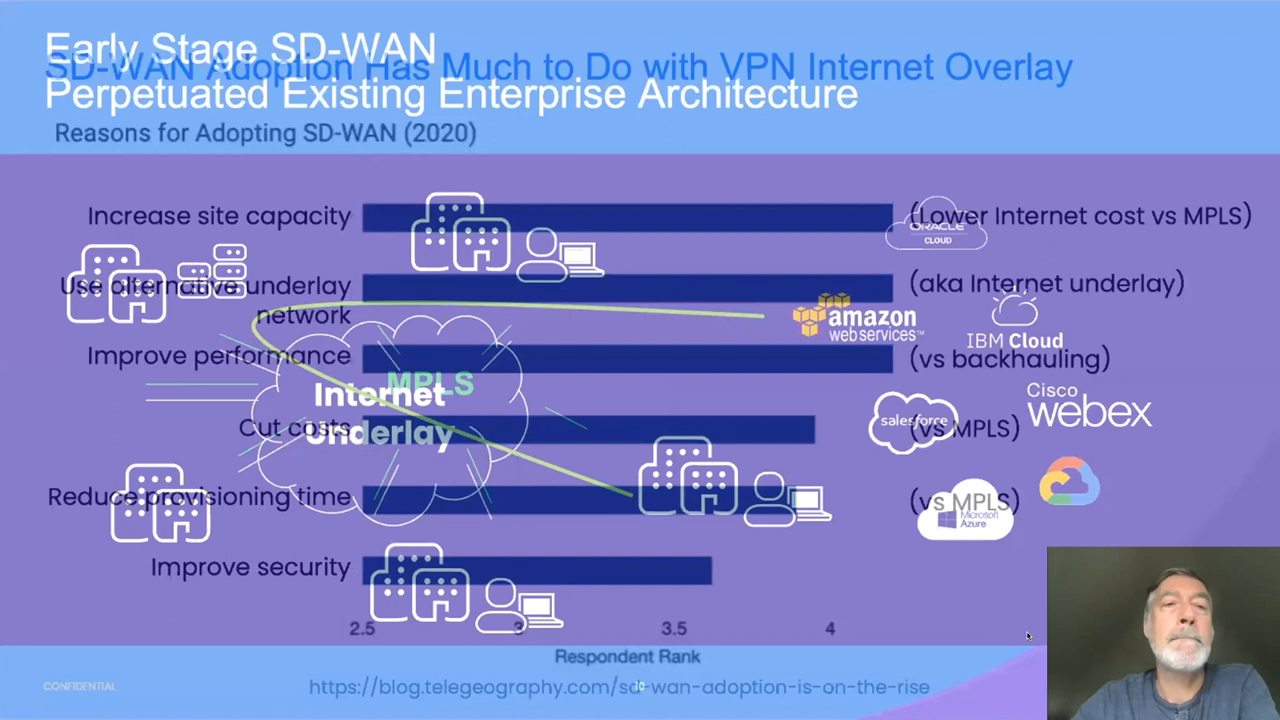 Early Stage SD-WAN
SD-WAN Adoption Has Much to Do with VPN Internet Overlay
Perpetuated Existing Enterprise Architecture
Reasons for Adopting SD-WAN (2020)
Increase site capacity
(Lower Internet cost vs MPLS)
ORACLE
CLOUD
Use alternative underlay
network
(aka Internet underlay)
amazon
web services™
IBM Cloud
Improve performance
(vs backhauling)
MPLS
Internet
Underlay
Cisco
webex
salesforce
Cut costs
(vs MPLS)
Reduce provisioning time
(vs MPLS)
Microsoft
Azure
Improve security
2.5
3
3.5
4
Respondent Rank
CONFIDENTIAL
10
https://blog.telegeography.com/sd-wan-adoption-is-on-the-rise